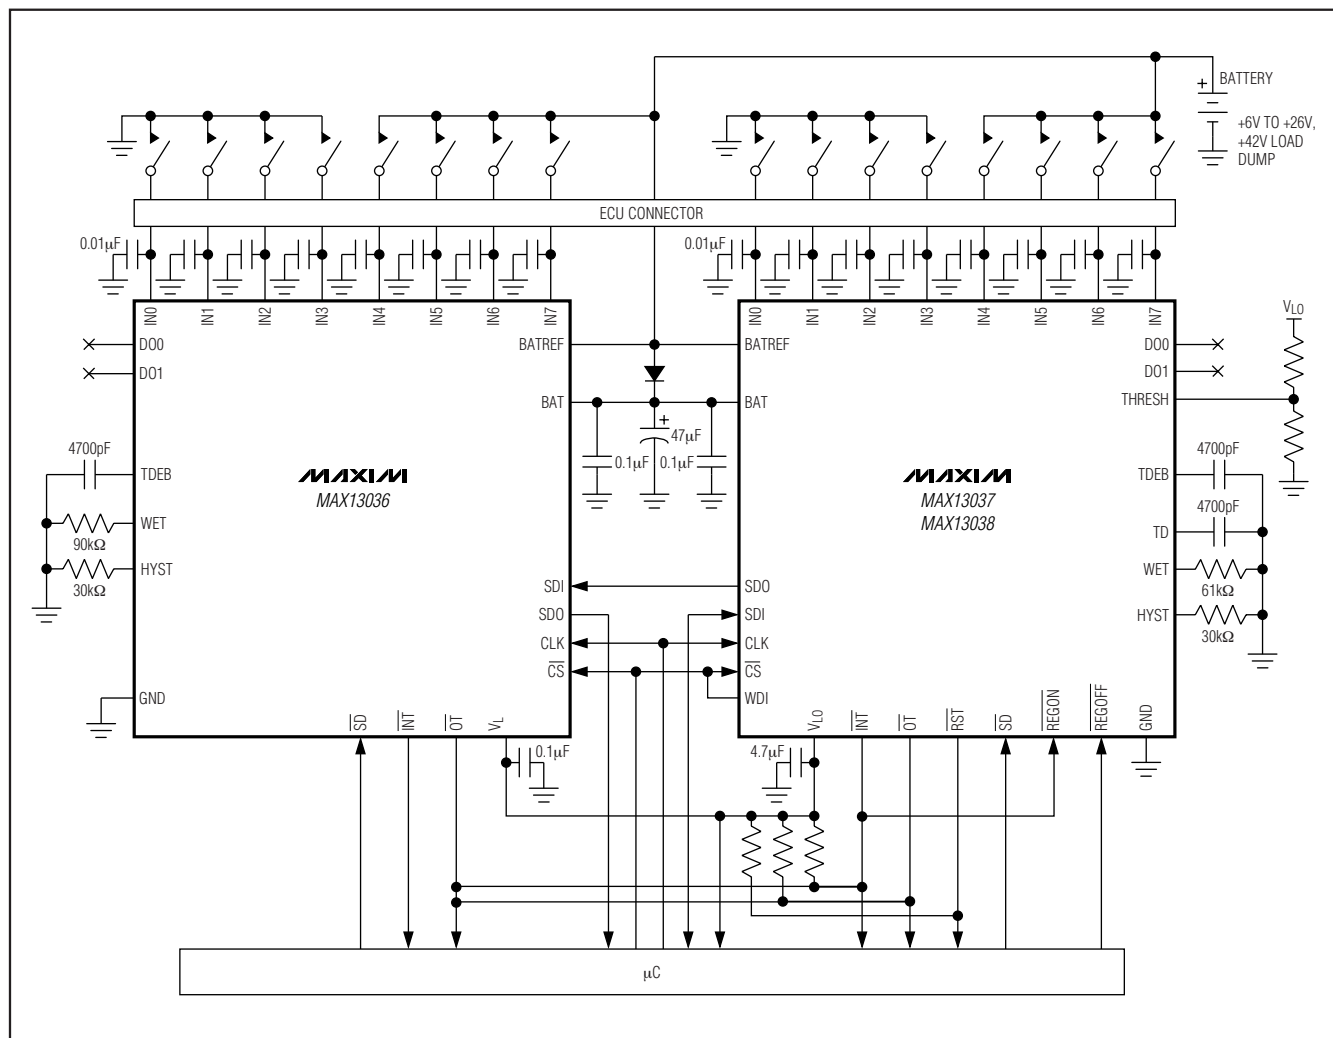 BATTERY
+
+6V TO +26V,
+42V LOAD
DUMP
ECU CONNECTOR
0.01µF
0.01µF
IN0 IN1 IN2 IN3 IN4 IN5 IN6 IN7
IN0 IN1 IN2 IN3 IN4 IN5 IN6 IN7
VLO
DO0
BATREF
BATREF
DO0
DO1
DO1
BAT
BAT
THRESH
+
47µF
0.1µF
0.1µF
4700pF
TDEB
MAXIM
MAX13036
MAXIM
MAX13037
MAX13038
4700pF
TDEB
4700pF
TD
WET
90kΩ
HYST
30kΩ
WET
61kΩ
HYST
30kΩ
SDI
SDO
SDO
SDI
CLK
CLK
CS
CS
WDI
GND
SD INT OT VL
VLO INT OT RST SD REGON REGOFF GND
0.1µF
4.7µF
µC